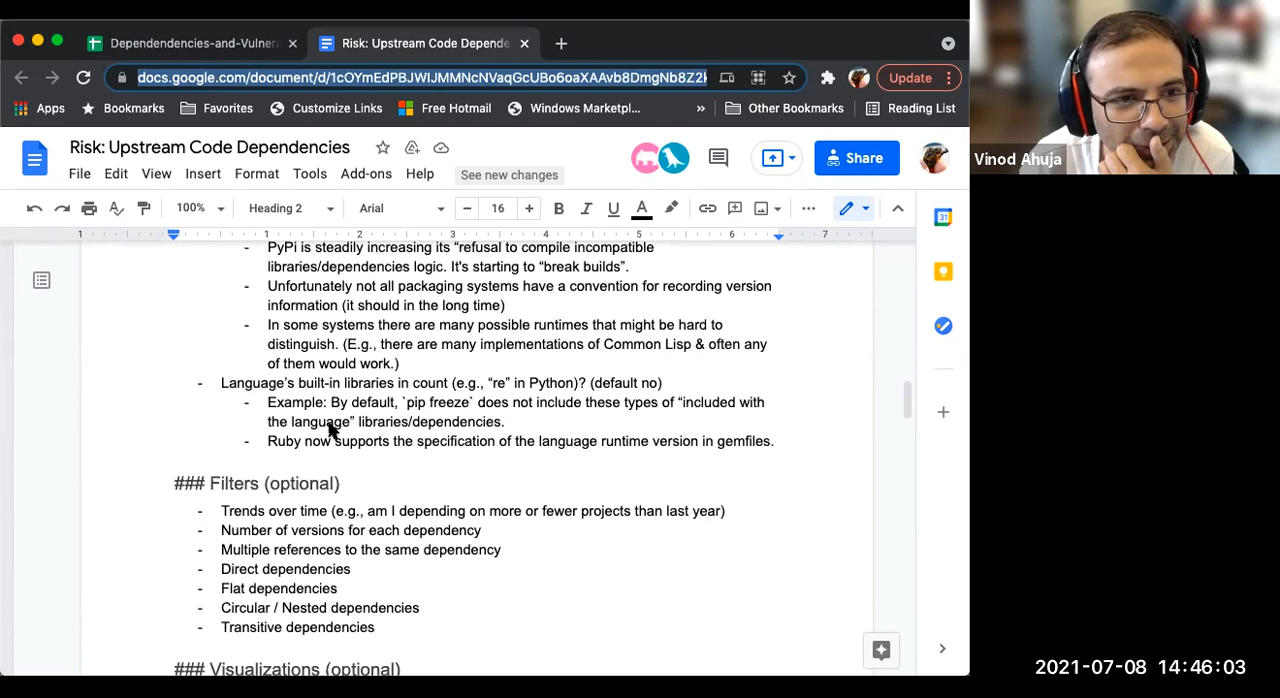 Dependendencies-and-Vulnera
Risk: Upstream Code Depende
docs.google.com/document/d/1cOYmEdPBJWIJMMNcNVaqGcUBo6oaXAAvb8DmgNb8Z2k
Update
Apps
Bookmarks
Favorites
Customize Links
Free Hotmail
Windows Marketpl...
»
Other Bookmarks
Reading List
Risk: Upstream Code Dependencies
Share
File Edit View Insert Format Tools Add-ons Help
See new changes
100% Heading 2 Arial 16 B I U A
1 1 2 3 4 5 6 7
- PyPi is steadily increasing its “refusal to compile incompatible
libraries/dependencies logic. It's starting to “break builds”.
- Unfortunately not all packaging systems have a convention for recording version
information (it should in the long time)
- In some systems there are many possible runtimes that might be hard to
distinguish. (E.g., there are many implementations of Common Lisp & often any
of them would work.)
- Language’s built-in libraries in count (e.g., “re” in Python)? (default no)
- Example: By default, `pip freeze` does not include these types of “included with
the language” libraries/dependencies.
- Ruby now supports the specification of the language runtime version in gemfiles.
### Filters (optional)
- Trends over time (e.g., am I depending on more or fewer projects than last year)
- Number of versions for each dependency
- Multiple references to the same dependency
- Direct dependencies
- Flat dependencies
- Circular / Nested dependencies
- Transitive dependencies
### Visualizations (optional)
Vinod Ahuja
31
2021-07-08 14:46:03